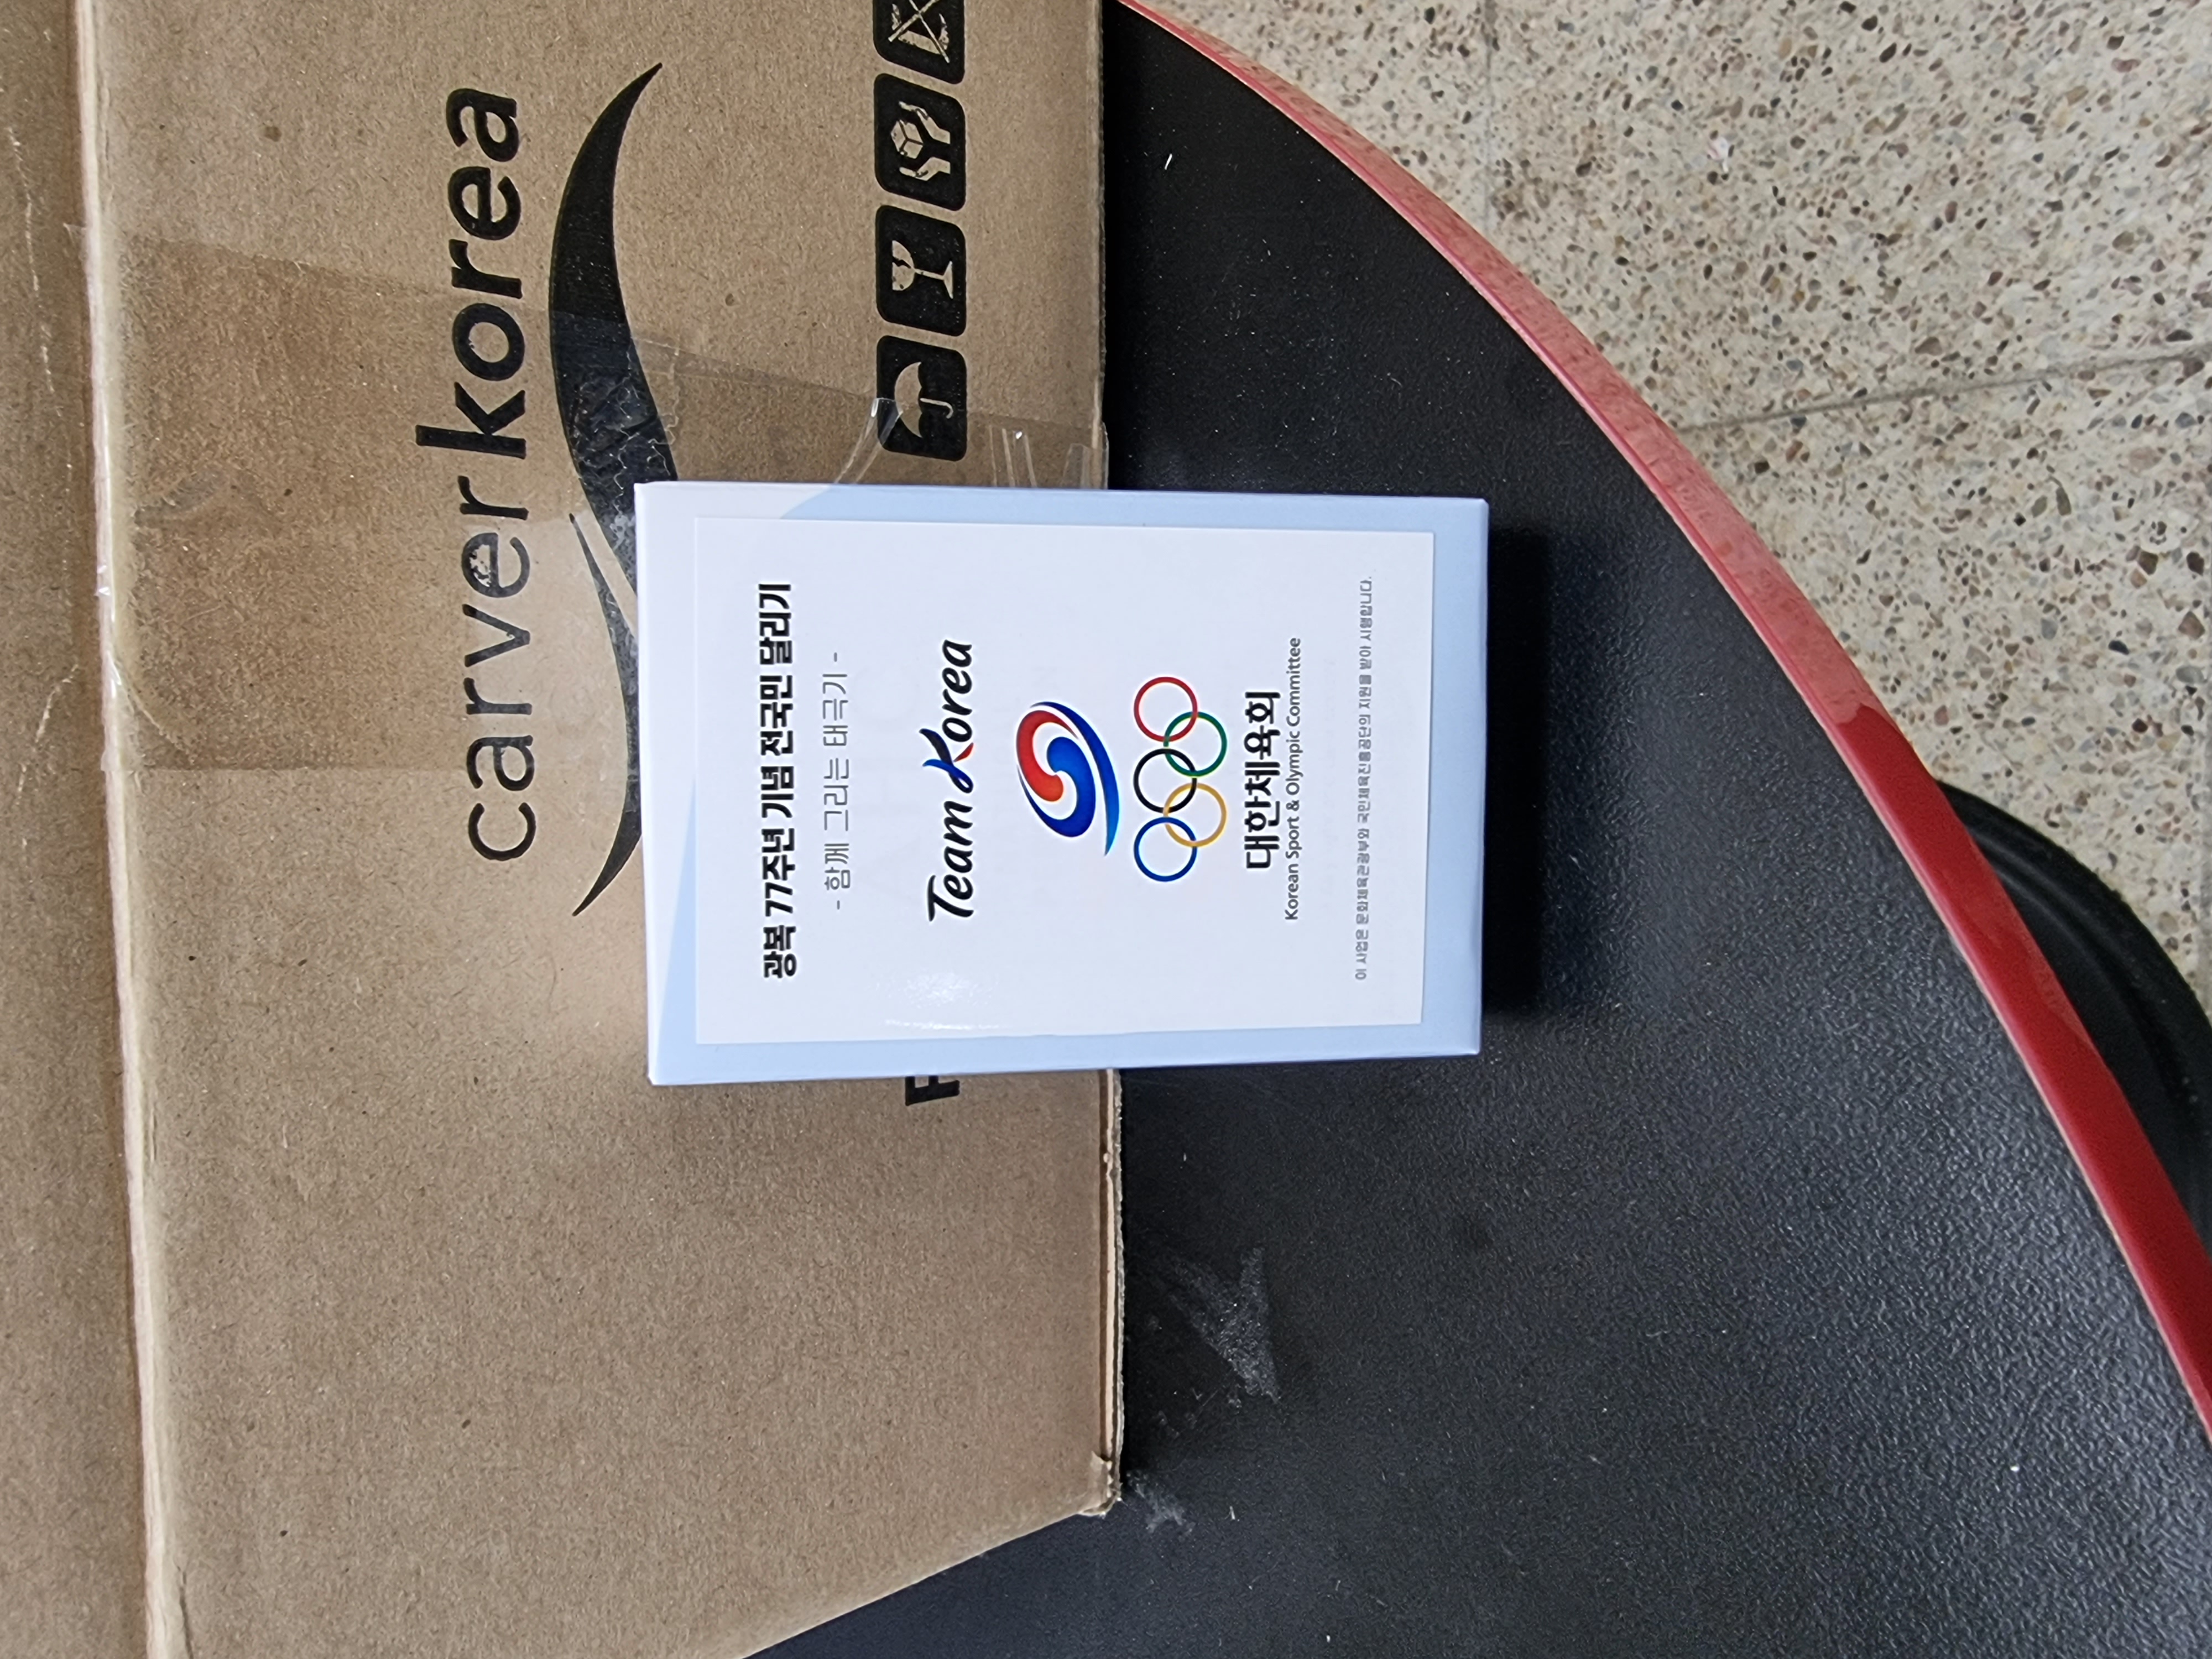 carverkorea
광복 77주년 기념 전국민 달리기
- 함께 그리는 태극기 -
Team Korea
대한체육회
Korean Sport & Olympic Committee
이 사업은 문화체육관광부와 국민체육진흥공단의 지원을 받아 시행합니다.